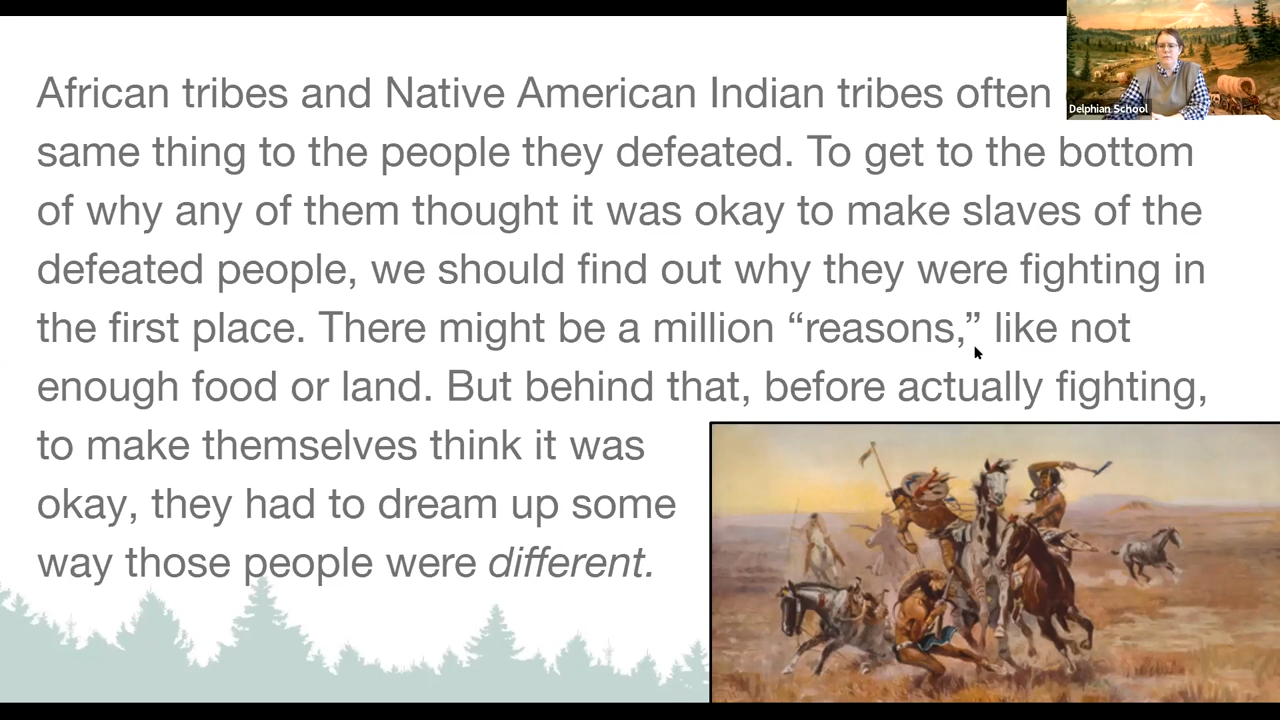 African tribes and Native American Indian tribes often
same thing to the people they defeated. To get to the bottom
of why any of them thought it was okay to make slaves of the
defeated people, we should find out why they were fighting in
the first place. There might be a million “reasons,” like not
enough food or land. But behind that, before actually fighting,
to make themselves think it was
okay, they had to dream up some
way those people were different.
Delphian School